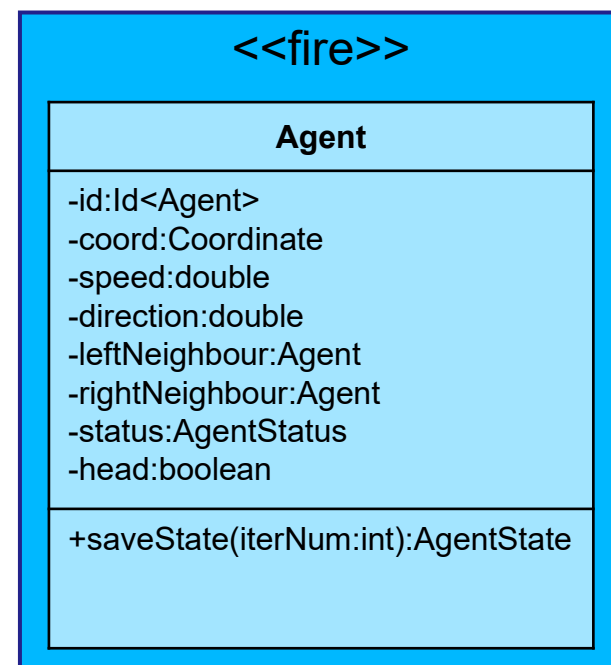 <<fire>>
Agent
-id:Id<Agent>
-coord:Coordinate
-speed:double
-direction:double
-leftNeighbour:Agent
-rightNeighbour:Agent
-status:AgentStatus
-head:boolean
+saveState(iterNum:int):AgentState